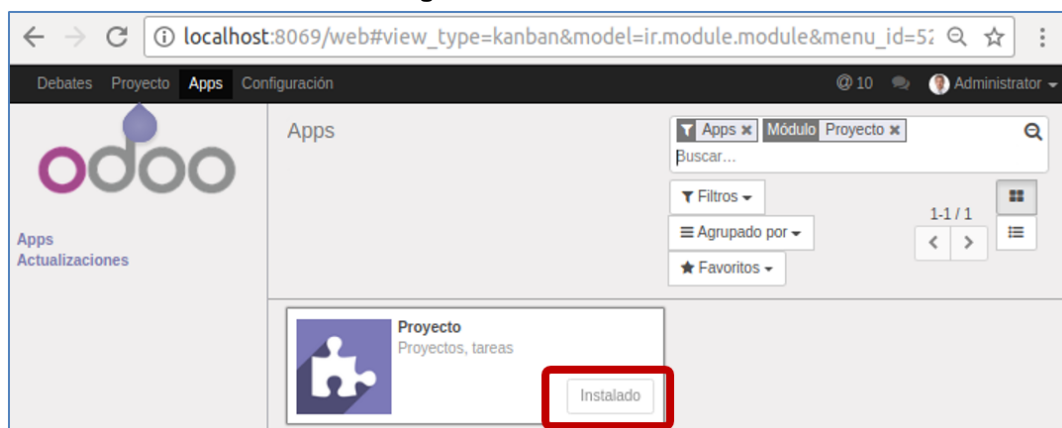 localhost:8069/web#view_type=kanban&model=ir.module.module&menu_id=52
Debates Proyecto Apps Configuración @ 10 Administrator
odoo
Apps
Apps Módulo Proyecto
Buscar...
Filtros
1-1 / 1
Agrupado por
Favoritos
Apps
Actualizaciones
Proyecto
Proyectos, tareas
Instalado